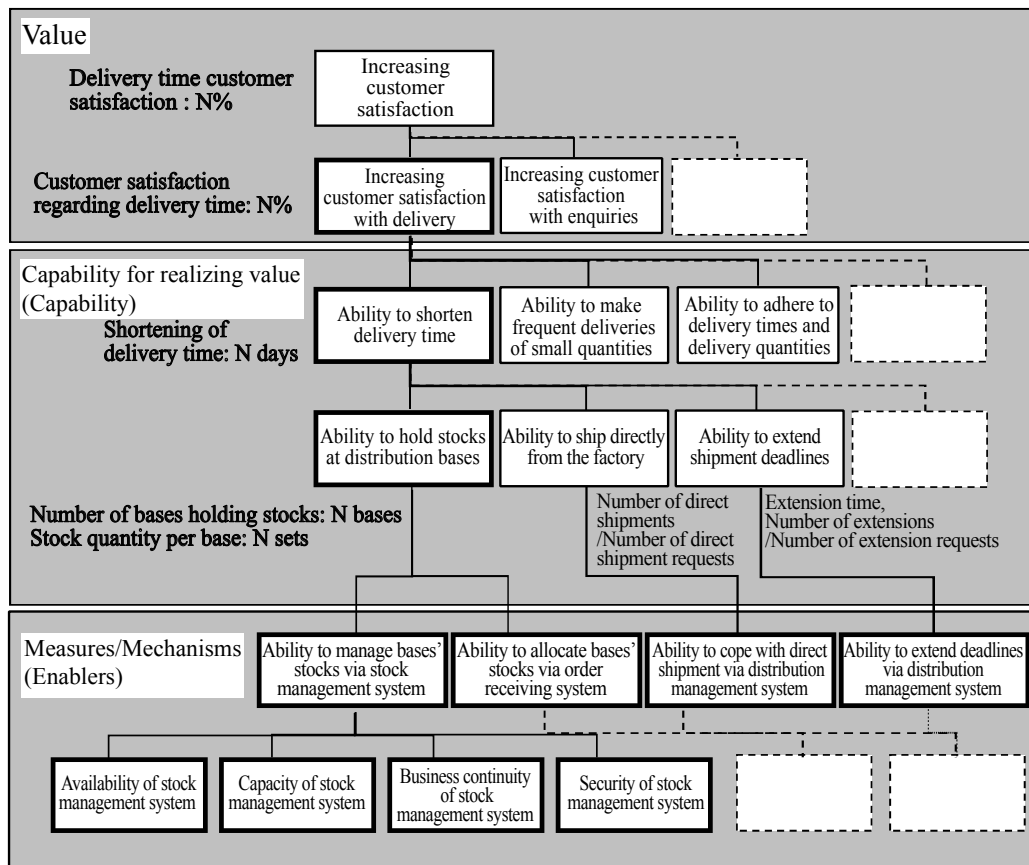 Value
Delivery time customer
satisfaction : N%
Increasing
customer
satisfaction
Customer satisfaction
regarding delivery time: N%
Increasing
customer satisfaction
with delivery
Increasing customer
satisfaction
with enquiries
Capability for realizing value
(Capability)
Shortening of
delivery time: N days
Ability to shorten
delivery time
Ability to make
frequent deliveries
of small quantities
Ability to adhere to
delivery times and
delivery quantities
Ability to hold stocks
at distribution bases
Ability to ship directly
from the factory
Ability to extend
shipment deadlines
Number of bases holding stocks: N bases
Stock quantity per base: N sets
Number of direct
shipments
/Number of direct
shipment requests
Extension time,
Number of extensions
/Number of extension requests
Measures/Mechanisms
(Enablers)
Ability to manage bases’
stocks via stock
management system
Ability to allocate bases’
stocks via order
receiving system
Ability to cope with direct
shipment via distribution
management system
Ability to extend deadlines
via distribution
management system
Availability of stock
management system
Capacity of stock
management system
Business continuity
of stock
management system
Security of stock
management system